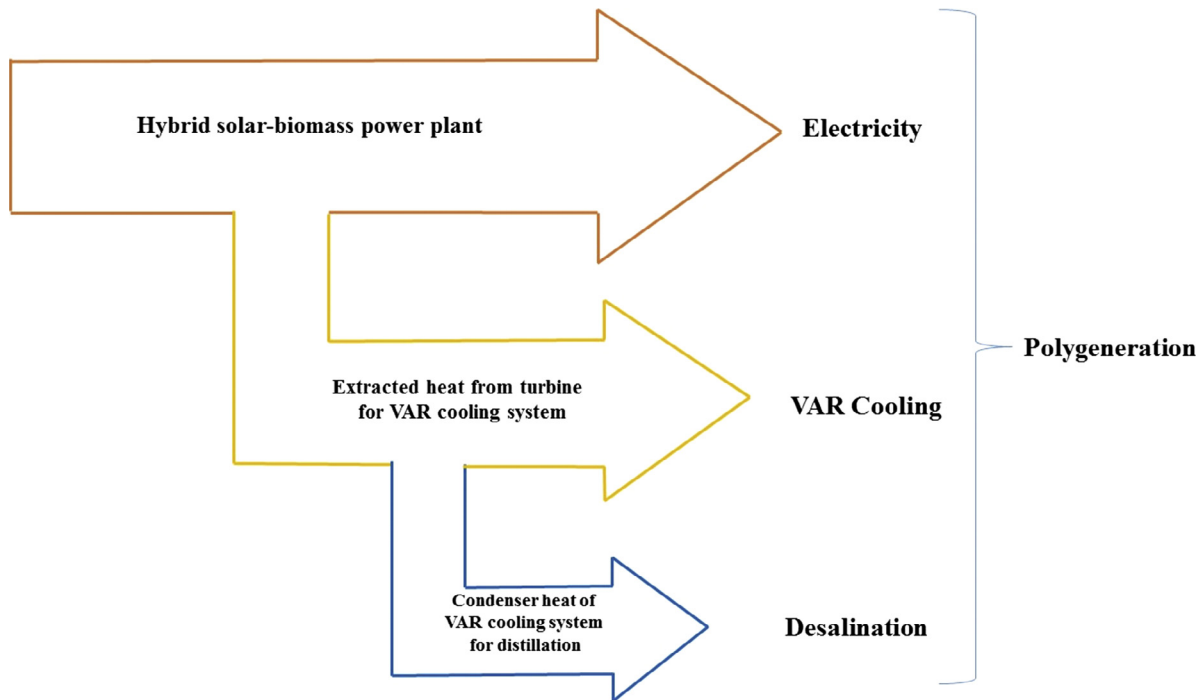 Hybrid solar-biomass power plant
Electricity
Extracted heat from turbine
for VAR cooling system
VAR Cooling
Polygeneration
Condenser heat of
VAR cooling system
for distillation
Desalination